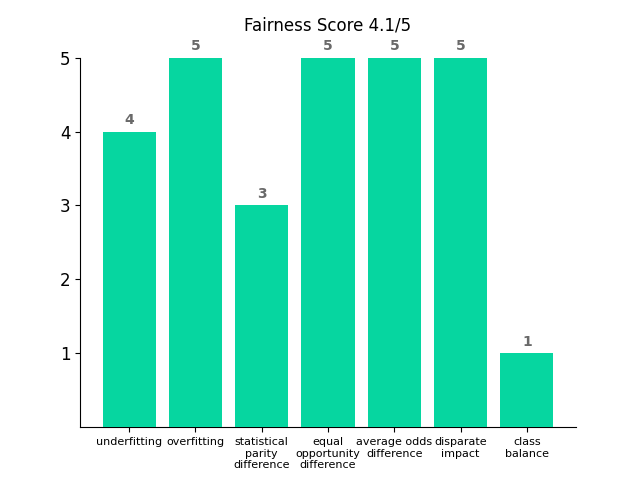 Fairness Score 4.1/5
5
4
3
2
1
4
5
3
5
5
5
1
underfitting
overfitting
statistical
parity
difference
equal
opportunity
difference
average odds
difference
disparate
impact
class
balance